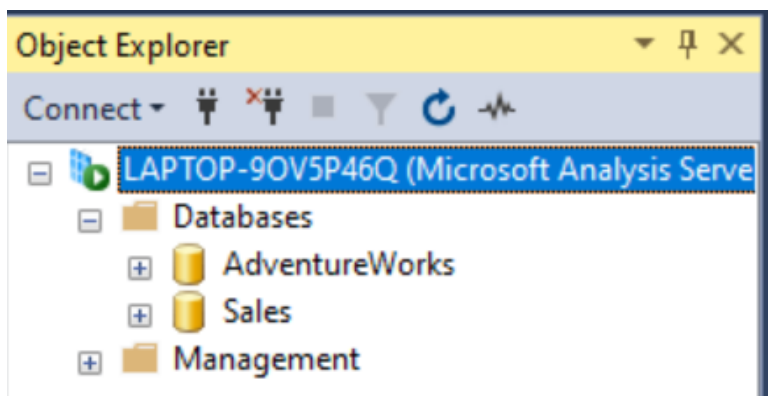 Object Explorer
Connect
LAPTOP-9OV5P46Q (Microsoft Analysis Serve
Databases
AdventureWorks
Sales
Management